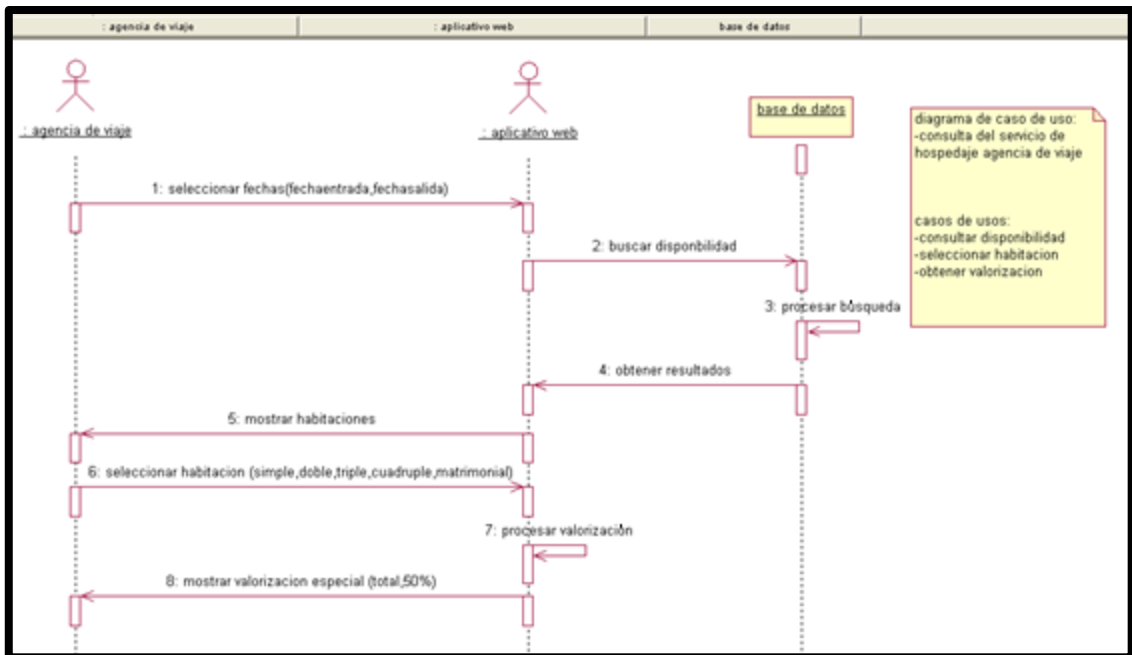 : agencia de viaje
: aplicativo web
base de datos
: agencia de viaje
: aplicativo web
base de datos
diagrama de caso de uso:
-consulta del servicio de
hospedaje agencia de viaje
casos de usos:
-consultar disponibilidad
-seleccionar habitacion
-obtener valorizacion
1: seleccionar fechas(fechaentrada,fechasalida)
2: buscar disponbilidad
3: procesar búsqueda
4: obtener resultados
5: mostrar habitaciones
6: seleccionar habitacion (simple,doble,triple,cuadruple,matrimonial)
7: procesar valorización
8: mostrar valorizacion especial (total,50%)